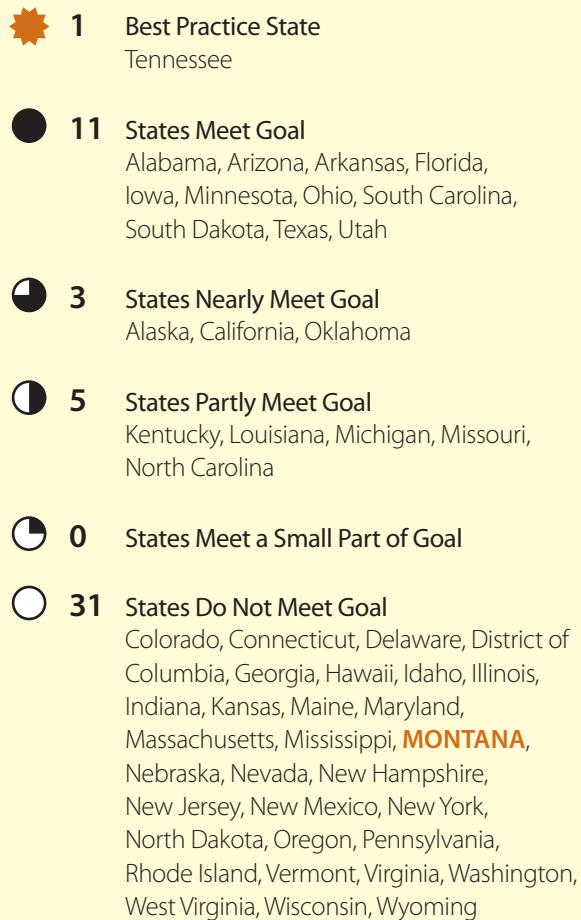 1 Best Practice State
Tennessee
11 States Meet Goal
Alabama, Arizona, Arkansas, Florida,
Iowa, Minnesota, Ohio, South Carolina,
South Dakota, Texas, Utah
3 States Nearly Meet Goal
Alaska, California, Oklahoma
5 States Partly Meet Goal
Kentucky, Louisiana, Michigan, Missouri,
North Carolina
0 States Meet a Small Part of Goal
31 States Do Not Meet Goal
Colorado, Connecticut, Delaware, District of
Columbia, Georgia, Hawaii, Idaho, Illinois,
Indiana, Kansas, Maine, Maryland,
Massachusetts, Mississippi, MONTANA,
Nebraska, Nevada, New Hampshire,
New Jersey, New Mexico, New York,
North Dakota, Oregon, Pennsylvania,
Rhode Island, Vermont, Virginia, Washington,
West Virginia, Wisconsin, Wyoming